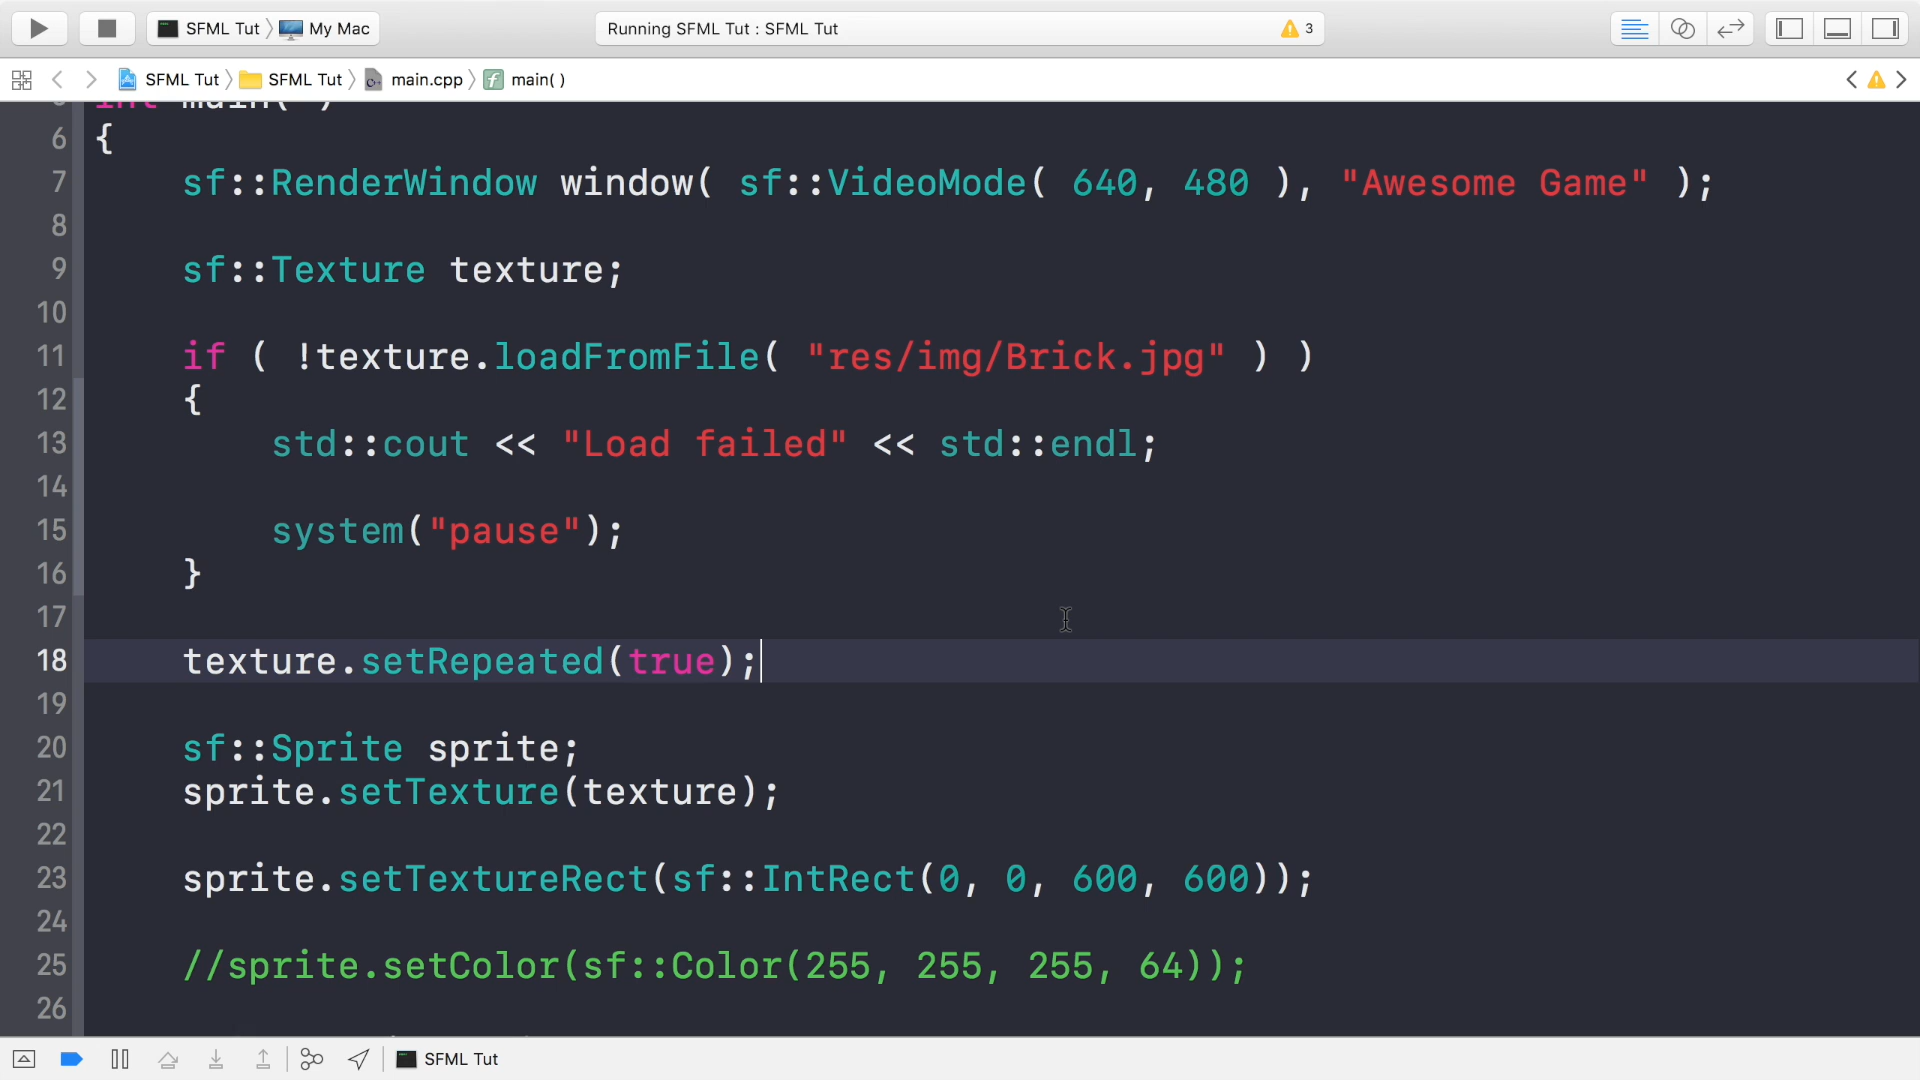 SFML Tut My Mac Running SFML Tut : SFML Tut 3
SFML Tut SFML Tut main.cpp main( )
int main( )
6 {
7 sf::RenderWindow window( sf::VideoMode( 640, 480 ), "Awesome Game" );
8
9 sf::Texture texture;
10
11 if ( !texture.loadFromFile( "res/img/Brick.jpg" ) )
12 {
13 std::cout << "Load failed" << std::endl;
14
15 system("pause");
16 }
17
18 texture.setRepeated(true);
19
20 sf::Sprite sprite;
21 sprite.setTexture(texture);
22
23 sprite.setTextureRect(sf::IntRect(0, 0, 600, 600));
24
25 //sprite.setColor(sf::Color(255, 255, 255, 64));
26
SFML Tut